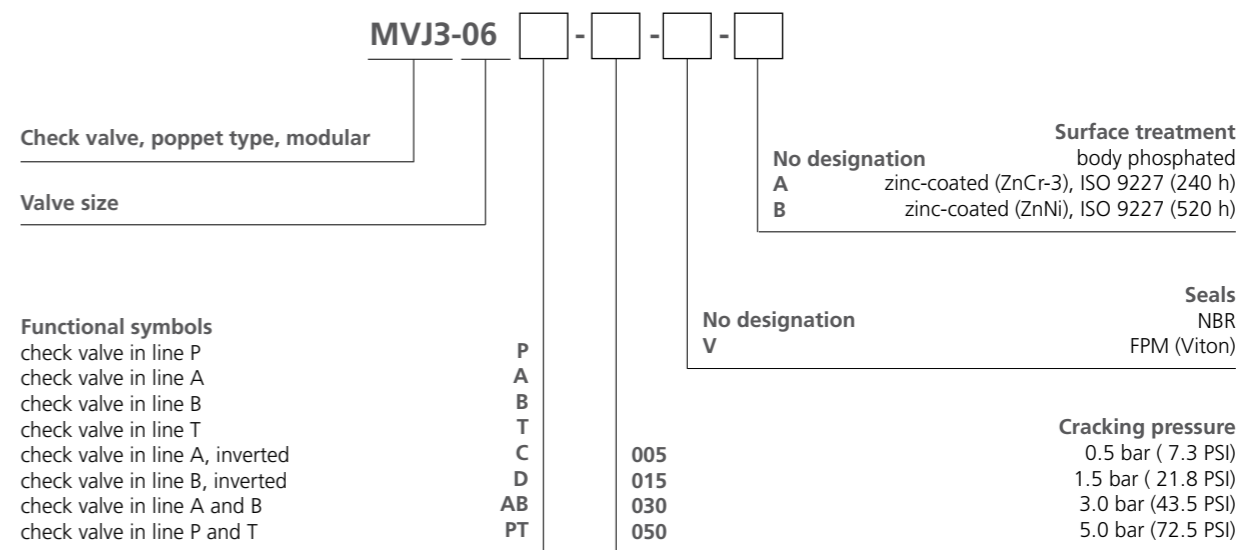 MVJ3-06 - - -
Check valve, poppet type, modular
Valve size
Surface treatment
No designation body phosphated
A zinc-coated (ZnCr-3), ISO 9227 (240 h)
B zinc-coated (ZnNi), ISO 9227 (520 h)
Seals
No designation NBR
V FPM (Viton)
Functional symbols
check valve in line P P
check valve in line A A
check valve in line B B
check valve in line T T
check valve in line A, inverted C
check valve in line B, inverted D
check valve in line A and B AB
check valve in line P and T PT
Cracking pressure
005 0.5 bar ( 7.3 PSI)
015 1.5 bar ( 21.8 PSI)
030 3.0 bar (43.5 PSI)
050 5.0 bar (72.5 PSI)